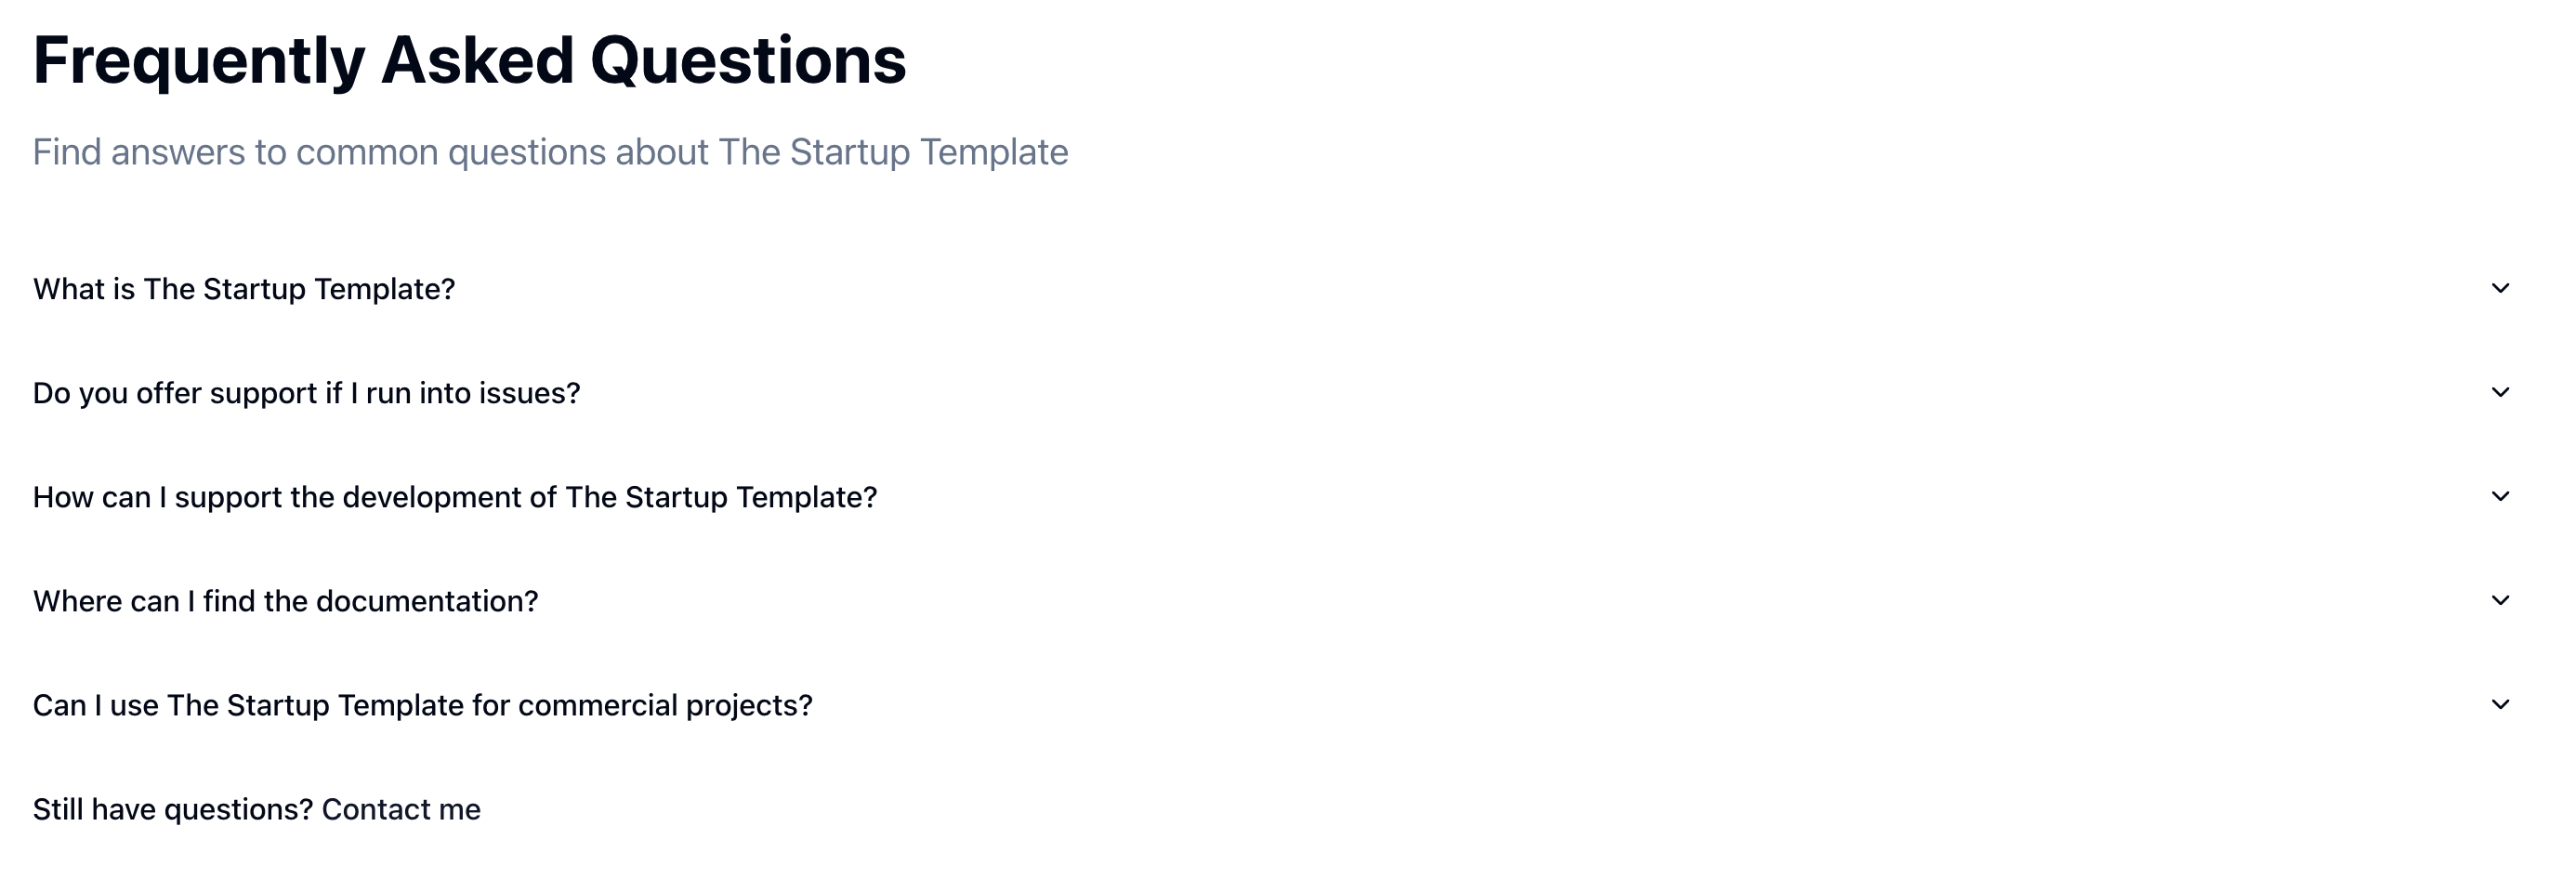 Frequently Asked Questions
Find answers to common questions about The Startup Template
What is The Startup Template?
Do you offer support if I run into issues?
How can I support the development of The Startup Template?
Where can I find the documentation?
Can I use The Startup Template for commercial projects?
Still have questions? Contact me